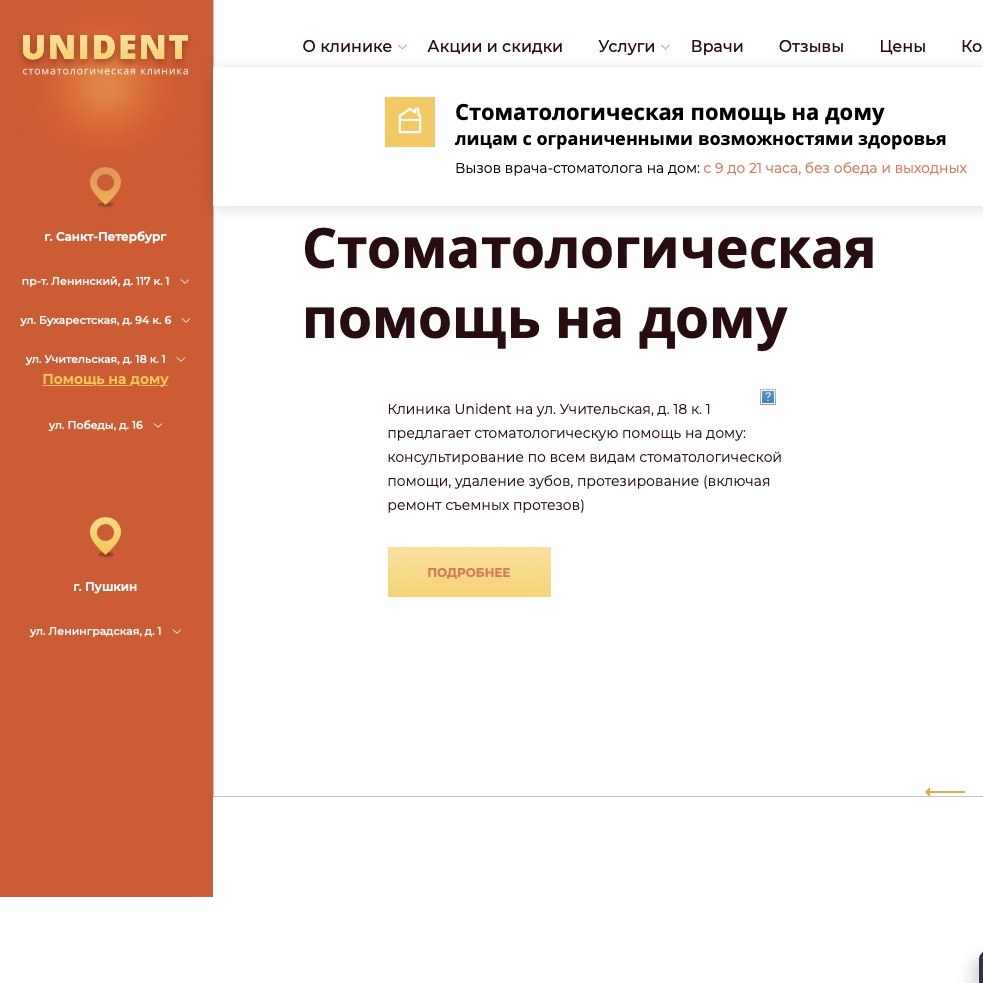 UNIDENT
стоматологическая клиника
г. Санкт-Петербург
пр-т. Ленинский, д. 117 к. 1
ул. Бухарестская, д. 94 к. 6
ул. Учительская, д. 18 к. 1
Помощь на дому
ул. Победы, д. 16
г. Пушкин
ул. Ленинградская, д. 1
О клинике Акции и скидки Услуги Врачи Отзывы Цены Ко
Стоматологическая помощь на дому
лицам с ограниченными возможностями здоровья
Вызов врача-стоматолога на дом: с 9 до 21 часа, без обеда и выходных
Стоматологическая
помощь на дому
Клиника Unident на ул. Учительская, д. 18 к. 1
предлагает стоматологическую помощь на дому:
консультирование по всем видам стоматологической
помощи, удаление зубов, протезирование (включая
ремонт съемных протезов)
ПОДРОБНЕЕ